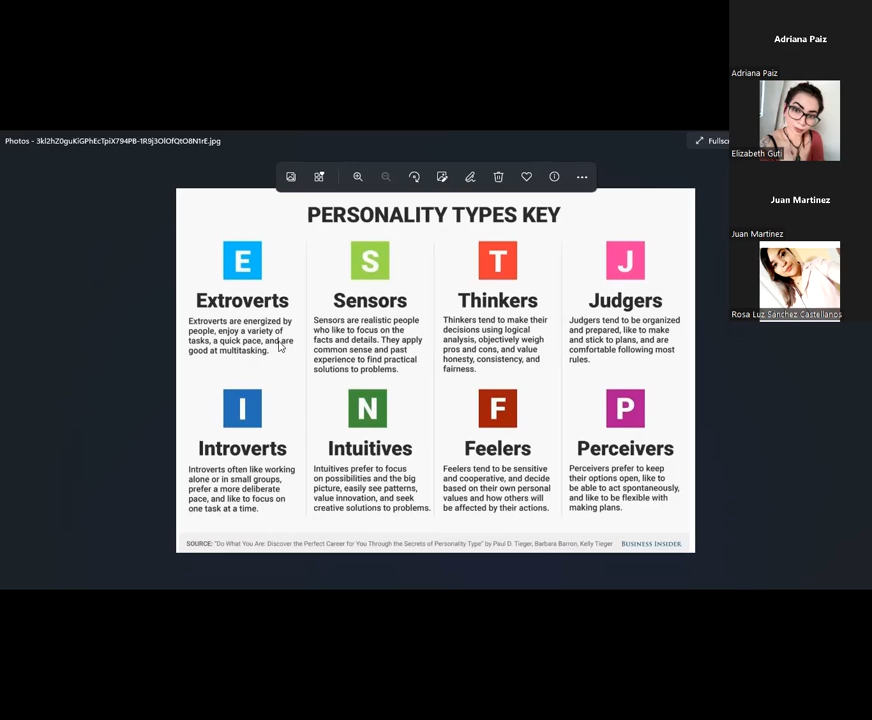 Adriana Paiz
Adriana Paiz
Elizabeth Guti
Juan Martinez
Juan Martinez
Rosa Luz Sanchez Castellanos
Photos - 3kl2hZ0guKiGPhEcTpiX794PB-1R9j3OlOfQtO8N1rE.jpg
Fullscr
PERSONALITY TYPES KEY
E
Extroverts
Extroverts are energized by
people, enjoy a variety of
tasks, a quick pace, and are
good at multitasking.
S
Sensors
Sensors are realistic people
who like to focus on the
facts and details. They apply
common sense and past
experience to find practical
solutions to problems.
T
Thinkers
Thinkers tend to make their
decisions using logical
analysis, objectively weigh
pros and cons, and value
honesty, consistency, and
fairness.
J
Judgers
Judgers tend to be organized
and prepared, like to make
and stick to plans, and are
comfortable following most
rules.
I
Introverts
Introverts often like working
alone or in small groups,
prefer a more deliberate
pace, and like to focus on
one task at a time.
N
Intuitives
Intuitives prefer to focus
on possibilities and the big
picture, easily see patterns,
value innovation, and seek
creative solutions to problems.
F
Feelers
Feelers tend to be sensitive
and cooperative, and decide
based on their own personal
values and how others will
be affected by their actions.
P
Perceivers
Perceivers prefer to keep
their options open, like to
be able to act spontaneously,
and like to be flexible with
making plans.
SOURCE: "Do What You Are: Discover the Perfect Career for You Through the Secrets of Personality Type" by Paul D. Tieger, Barbara Barron, Kelly Tieger
BUSINESS INSIDER